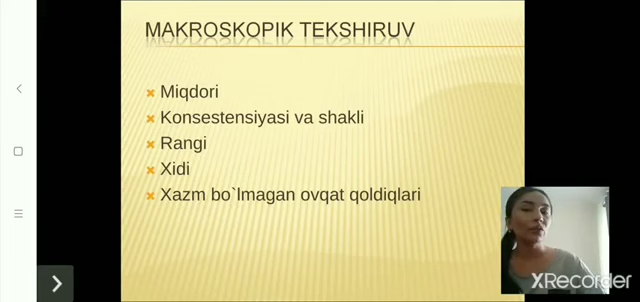 MAKROSKOPIK TEKSHIRUV
Miqdori
Konsestensiyasi va shakli
Rangi
Xidi
Xazm bo`lmagan ovqat qoldiqlari
XRecorder